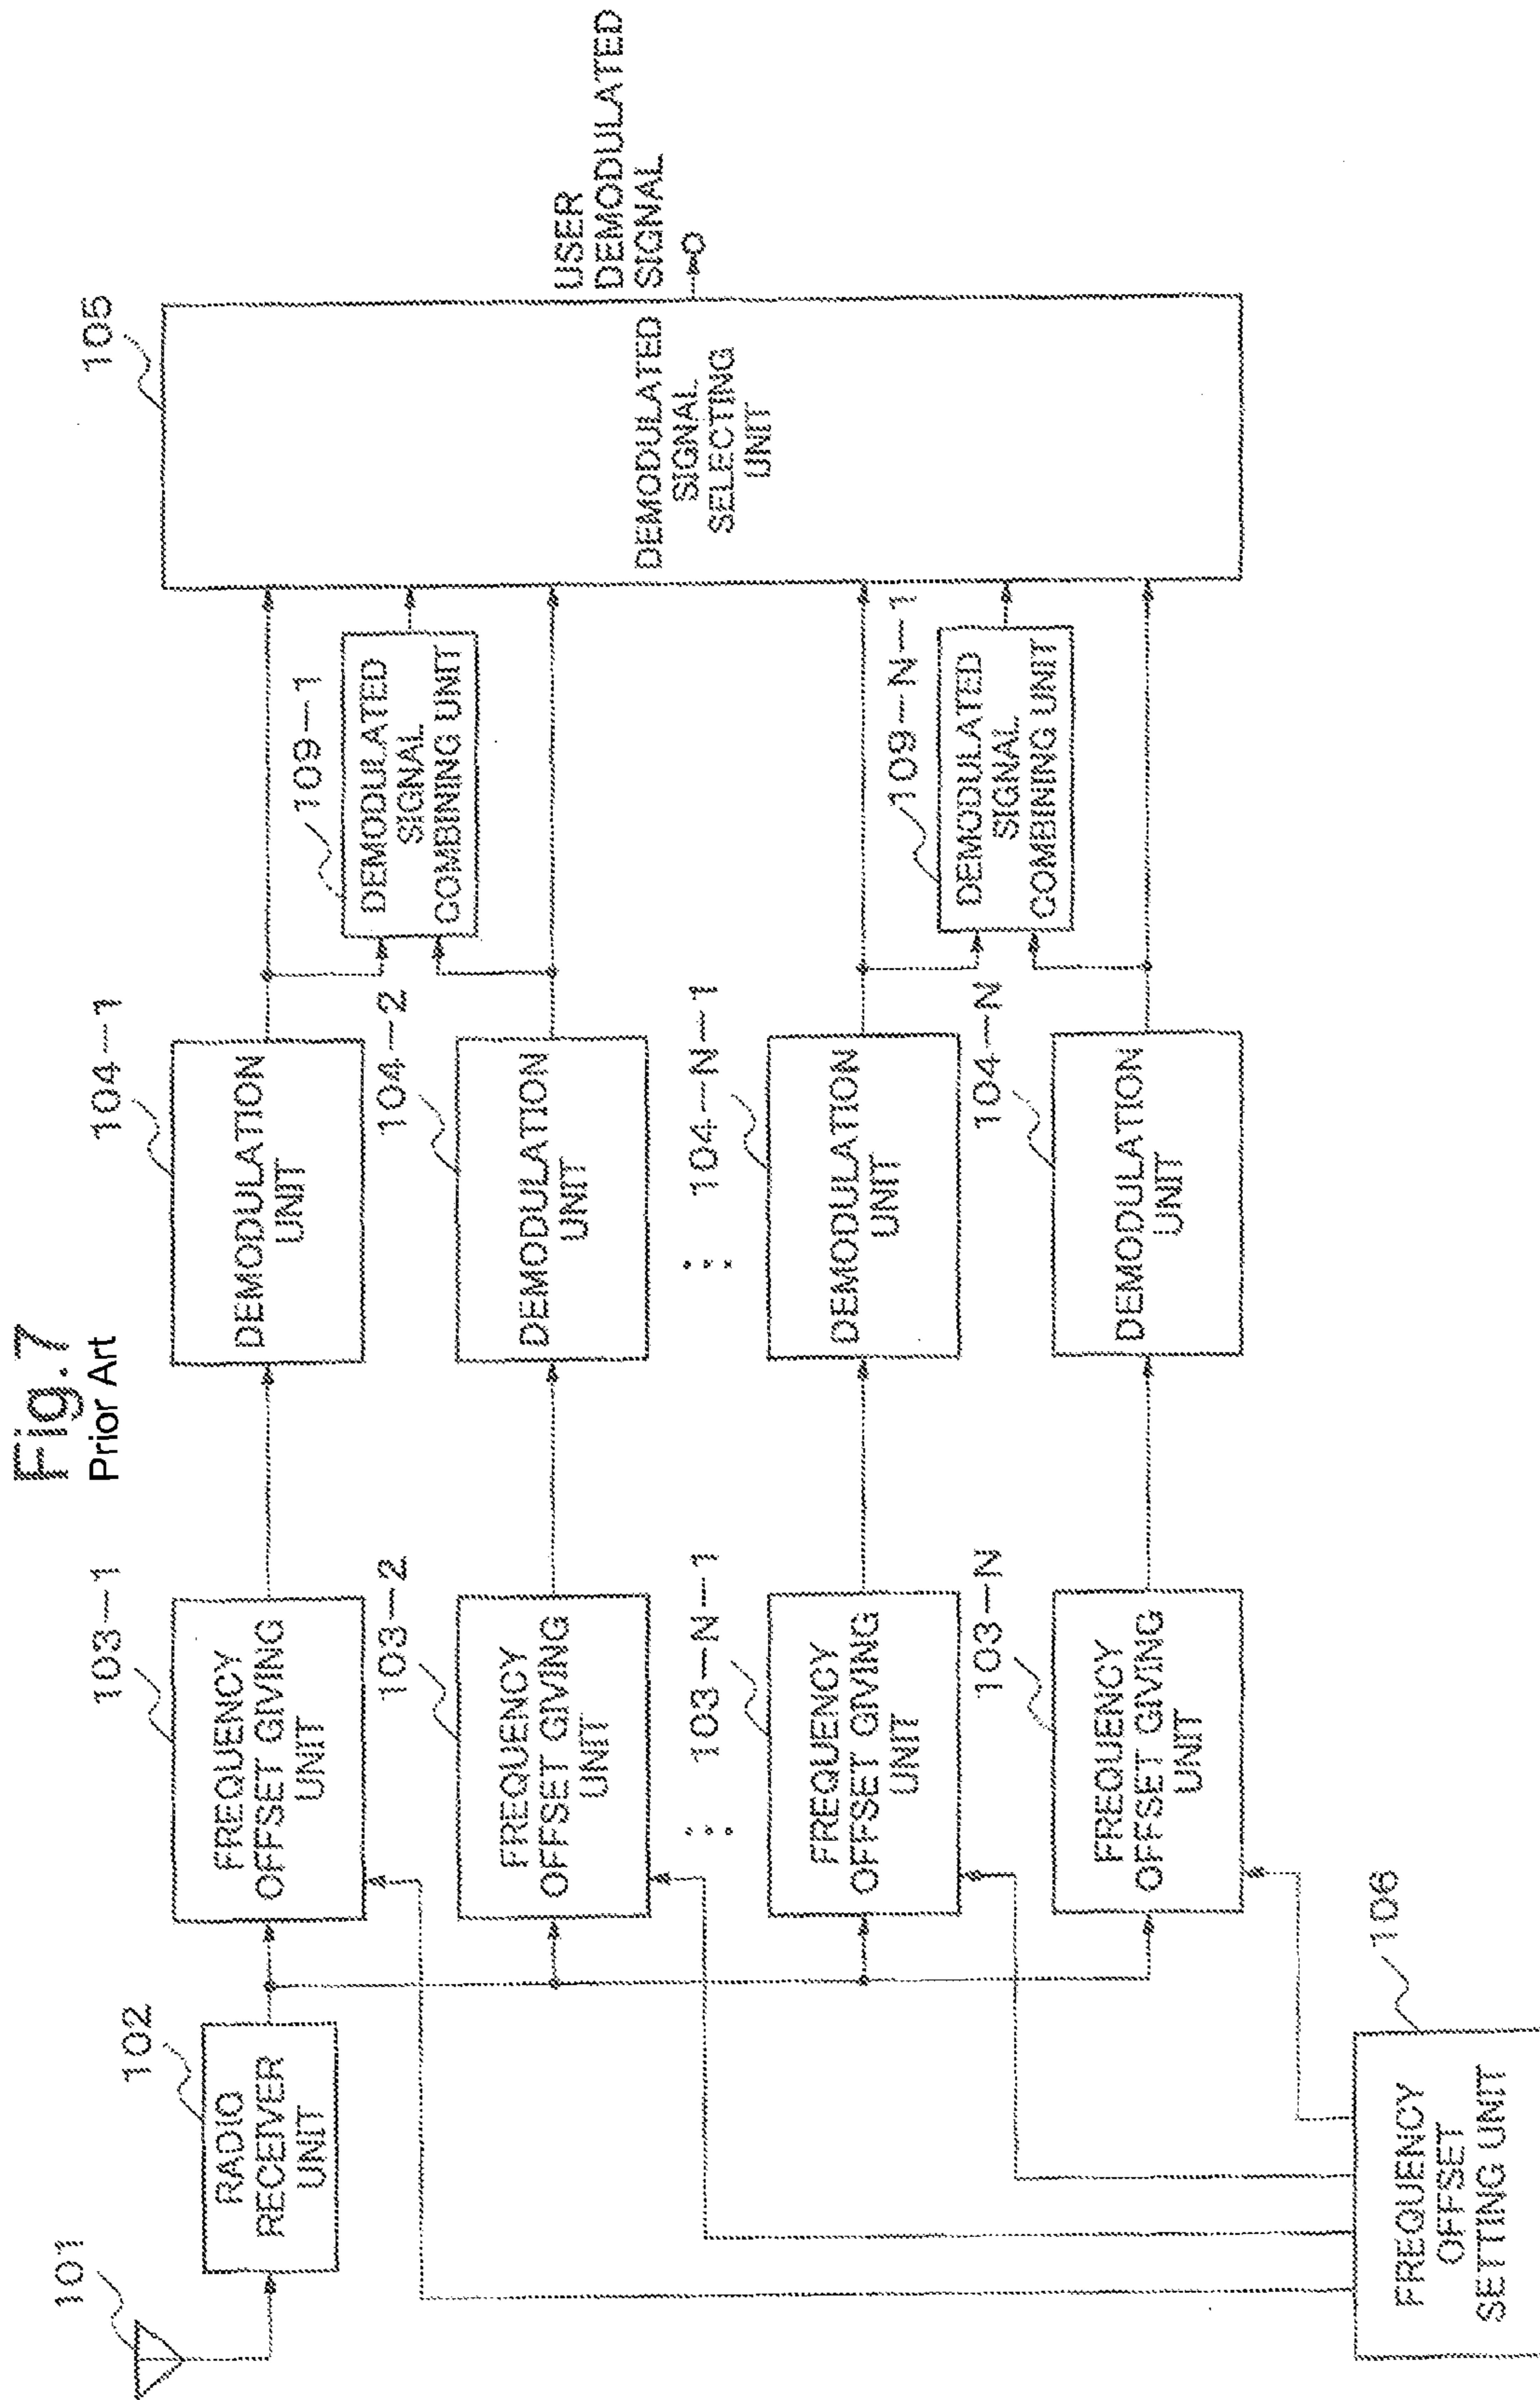 Fig.7
Prior Art
101
102
RADIO
RECEIVER
UNIT
103-1
FREQUENCY
OFFSET GIVING
UNIT
104-1
DEMODULATION
UNIT
109-1
DEMODULATED
SIGNAL
COMBINING UNIT
105
DEMODULATED
SIGNAL
SELECTING
UNIT
USER
DEMODULATED
SIGNAL
103-2
FREQUENCY
OFFSET GIVING
UNIT
104-2
DEMODULATION
UNIT
103-N-1
FREQUENCY
OFFSET GIVING
UNIT
104-N-1
DEMODULATION
UNIT
109-N-1
DEMODULATED
SIGNAL
COMBINING UNIT
103-N
FREQUENCY
OFFSET GIVING
UNIT
104-N
DEMODULATION
UNIT
106
FREQUENCY
OFFSET
SETTING UNIT